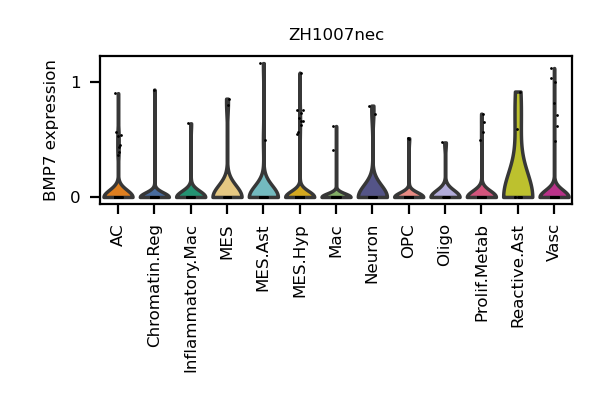 ZH1007nec
BMP7 expression
1
0
AC
Chromatin.Reg
Inflammatory.Mac
MES
MES.Ast
MES.Hyp
Mac
Neuron
OPC
Oligo
Prolif.Metab
Reactive.Ast
Vasc